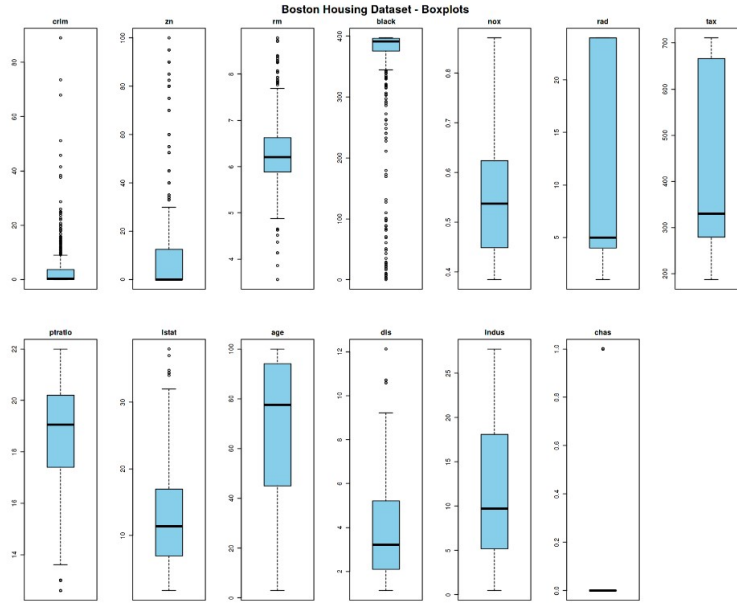 Boston Housing Dataset - Boxplots
crim zn rm black nox rad tax
80 60 40 20 0
100 80 60 40 20 0
8 7 6 5 4
400 300 200 100 0
0.8 0.7 0.6 0.5 0.4
20 15 10 5
700 600 500 400 300 200
ptratio lstat age dis indus chas
22 20 18 16 14
30 20 10
100 80 60 40 20 0
12 10 8 6 4 2
25 20 15 10 5 0
1.0 0.8 0.6 0.4 0.2 0.0